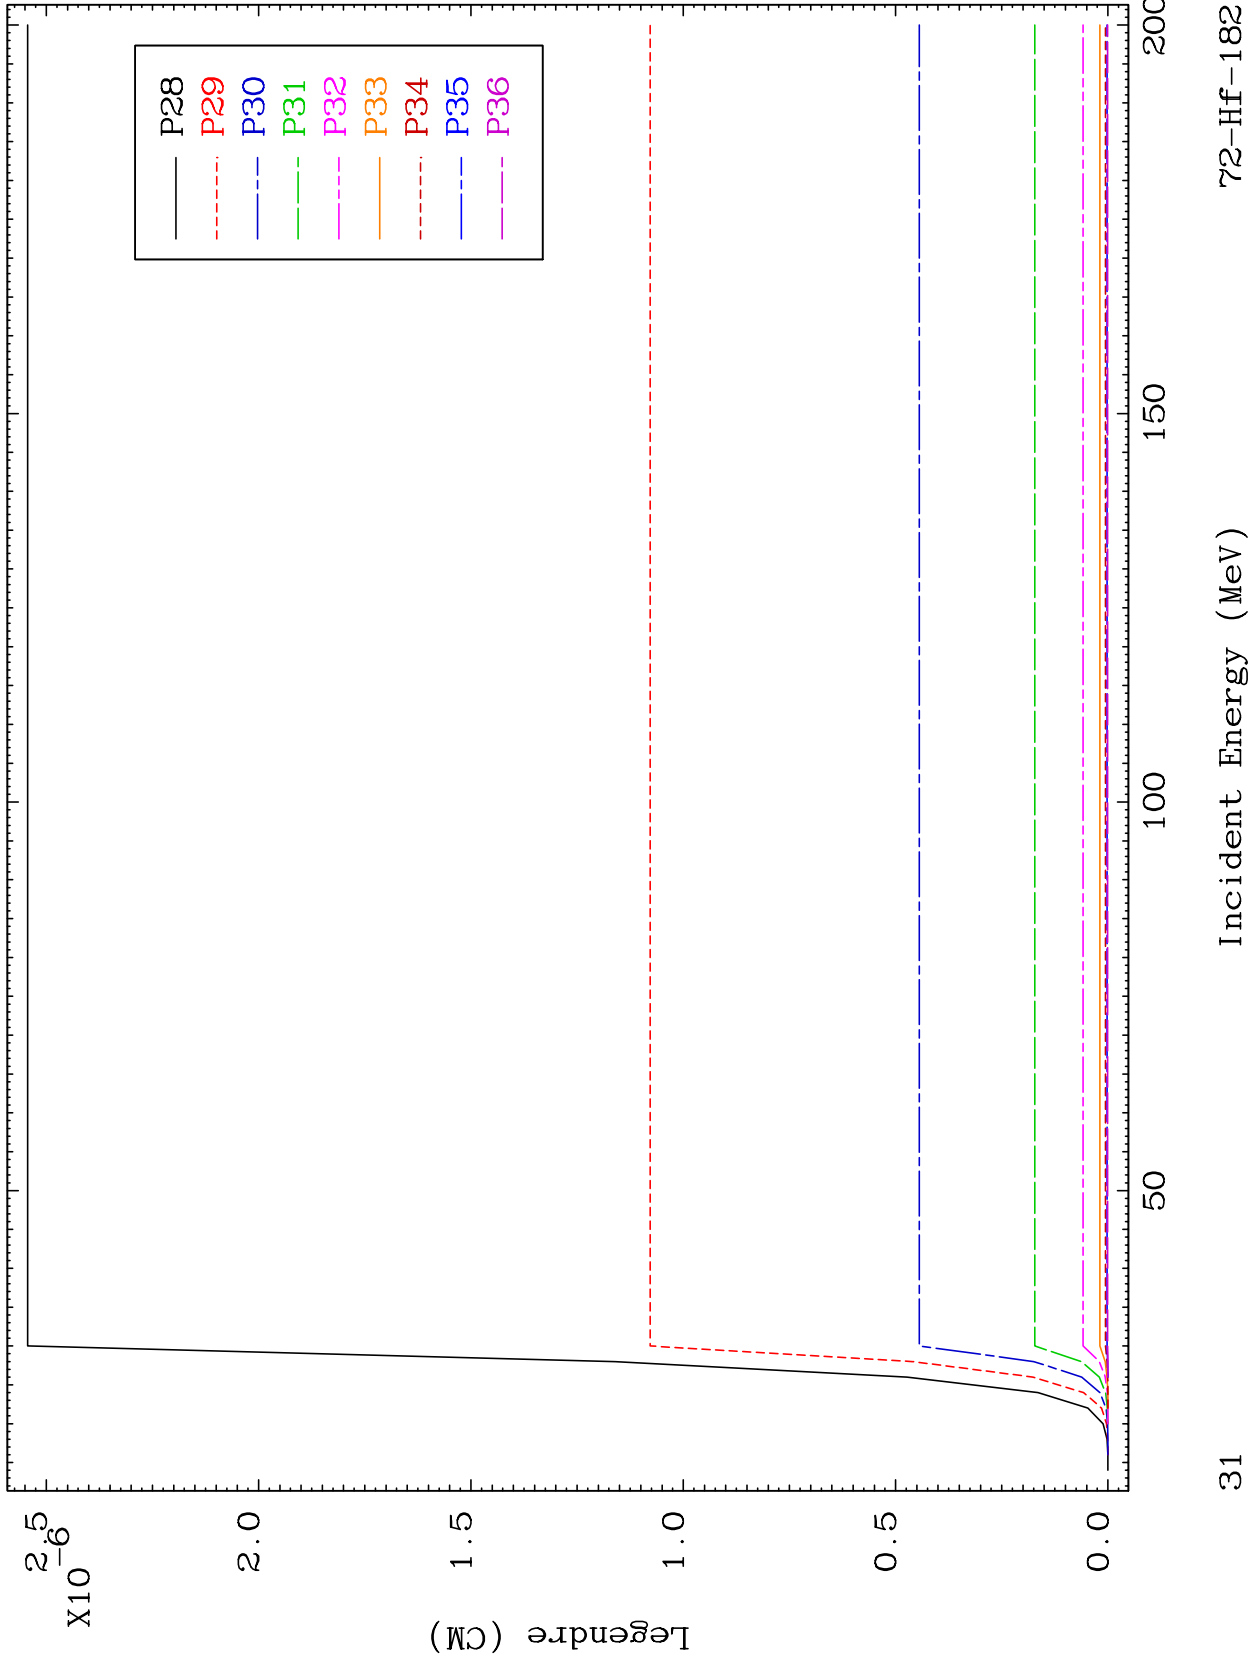 P28
P29
P30
P31
P32
P33
P34
P35
P36
2.5
X10
-6
2.0
1.5
1.0
0.5
0.0
Legendre (CM)
50
100
150
200
Incident Energy (MeV)
31
72-Hf-182